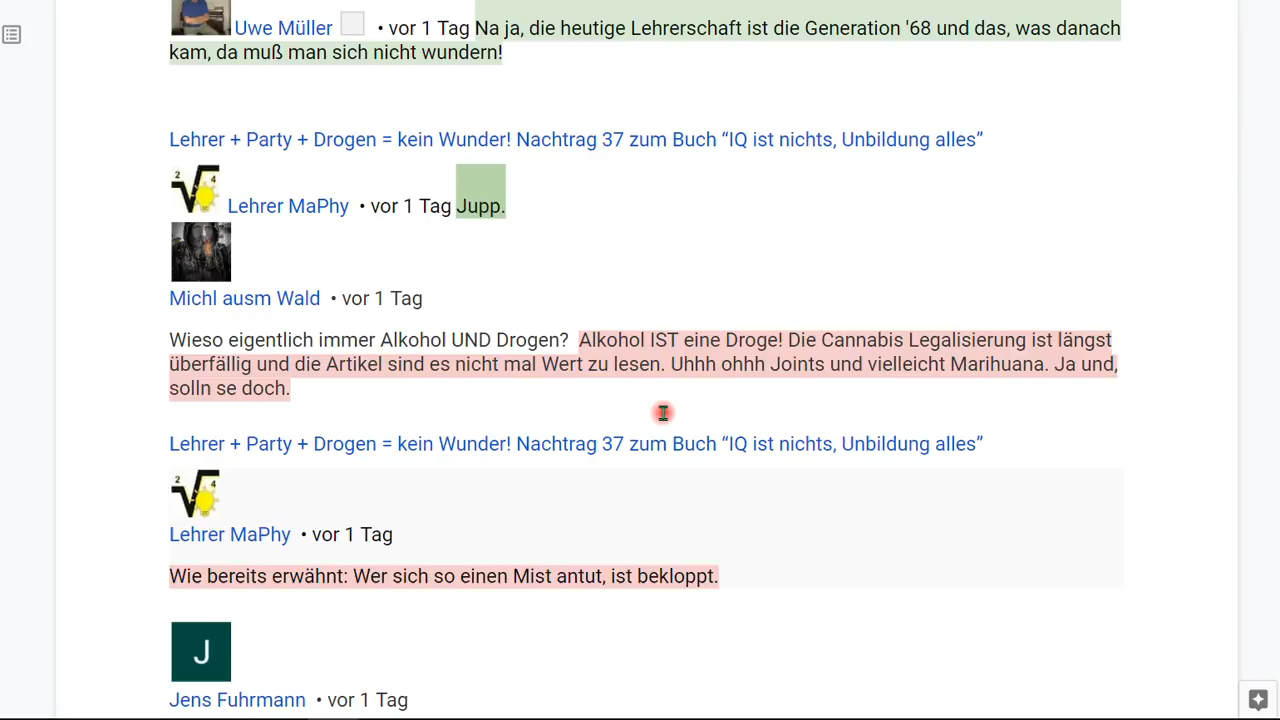 Uwe Müller • vor 1 Tag Na ja, die heutige Lehrerschaft ist die Generation '68 und das, was danach
kam, da muß man sich nicht wundern!
Lehrer + Party + Drogen = kein Wunder! Nachtrag 37 zum Buch “IQ ist nichts, Unbildung alles”
2 4
Lehrer MaPhy • vor 1 Tag Jupp.
Michl ausm Wald • vor 1 Tag
Wieso eigentlich immer Alkohol UND Drogen? Alkohol IST eine Droge! Die Cannabis Legalisierung ist längst
überfällig und die Artikel sind es nicht mal Wert zu lesen. Uhhh ohhh Joints und vielleicht Marihuana. Ja und,
solln se doch.
Lehrer + Party + Drogen = kein Wunder! Nachtrag 37 zum Buch “IQ ist nichts, Unbildung alles”
2 4
Lehrer MaPhy • vor 1 Tag
Wie bereits erwähnt: Wer sich so einen Mist antut, ist bekloppt.
J
Jens Fuhrmann • vor 1 Tag